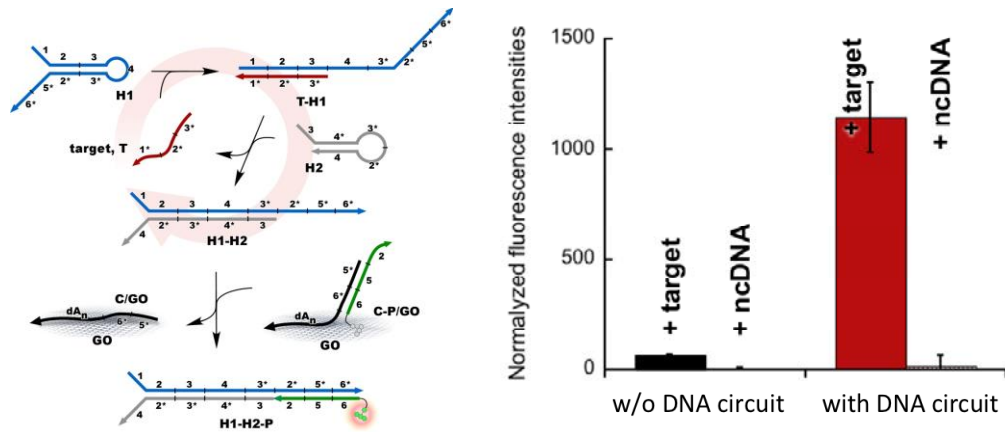 1 2 3 4
2* 3*
5*
6*
H1
1 2 3 4 3* 2* 5* 6*
1* 2* 3*
T-H1
target, T
1* 2* 3*
3 4* 3*
4 2*
H2
1 2 3 4 3* 2* 5* 6*
4 2* 3* 4* 3
H1-H2
C/GO
dAn
6* 5*
GO
2
5* 5
6* 6
C-P/GO
dAn
GO
1 2 3 4 3* 2* 5* 6*
4 2* 3* 4* 3 2 5 6
H1-H2-P
Normalyzed fluorescence intensities
1500
1000
500
0
+ target
+ ncDNA
+ target
+ ncDNA
w/o DNA circuit
with DNA circuit